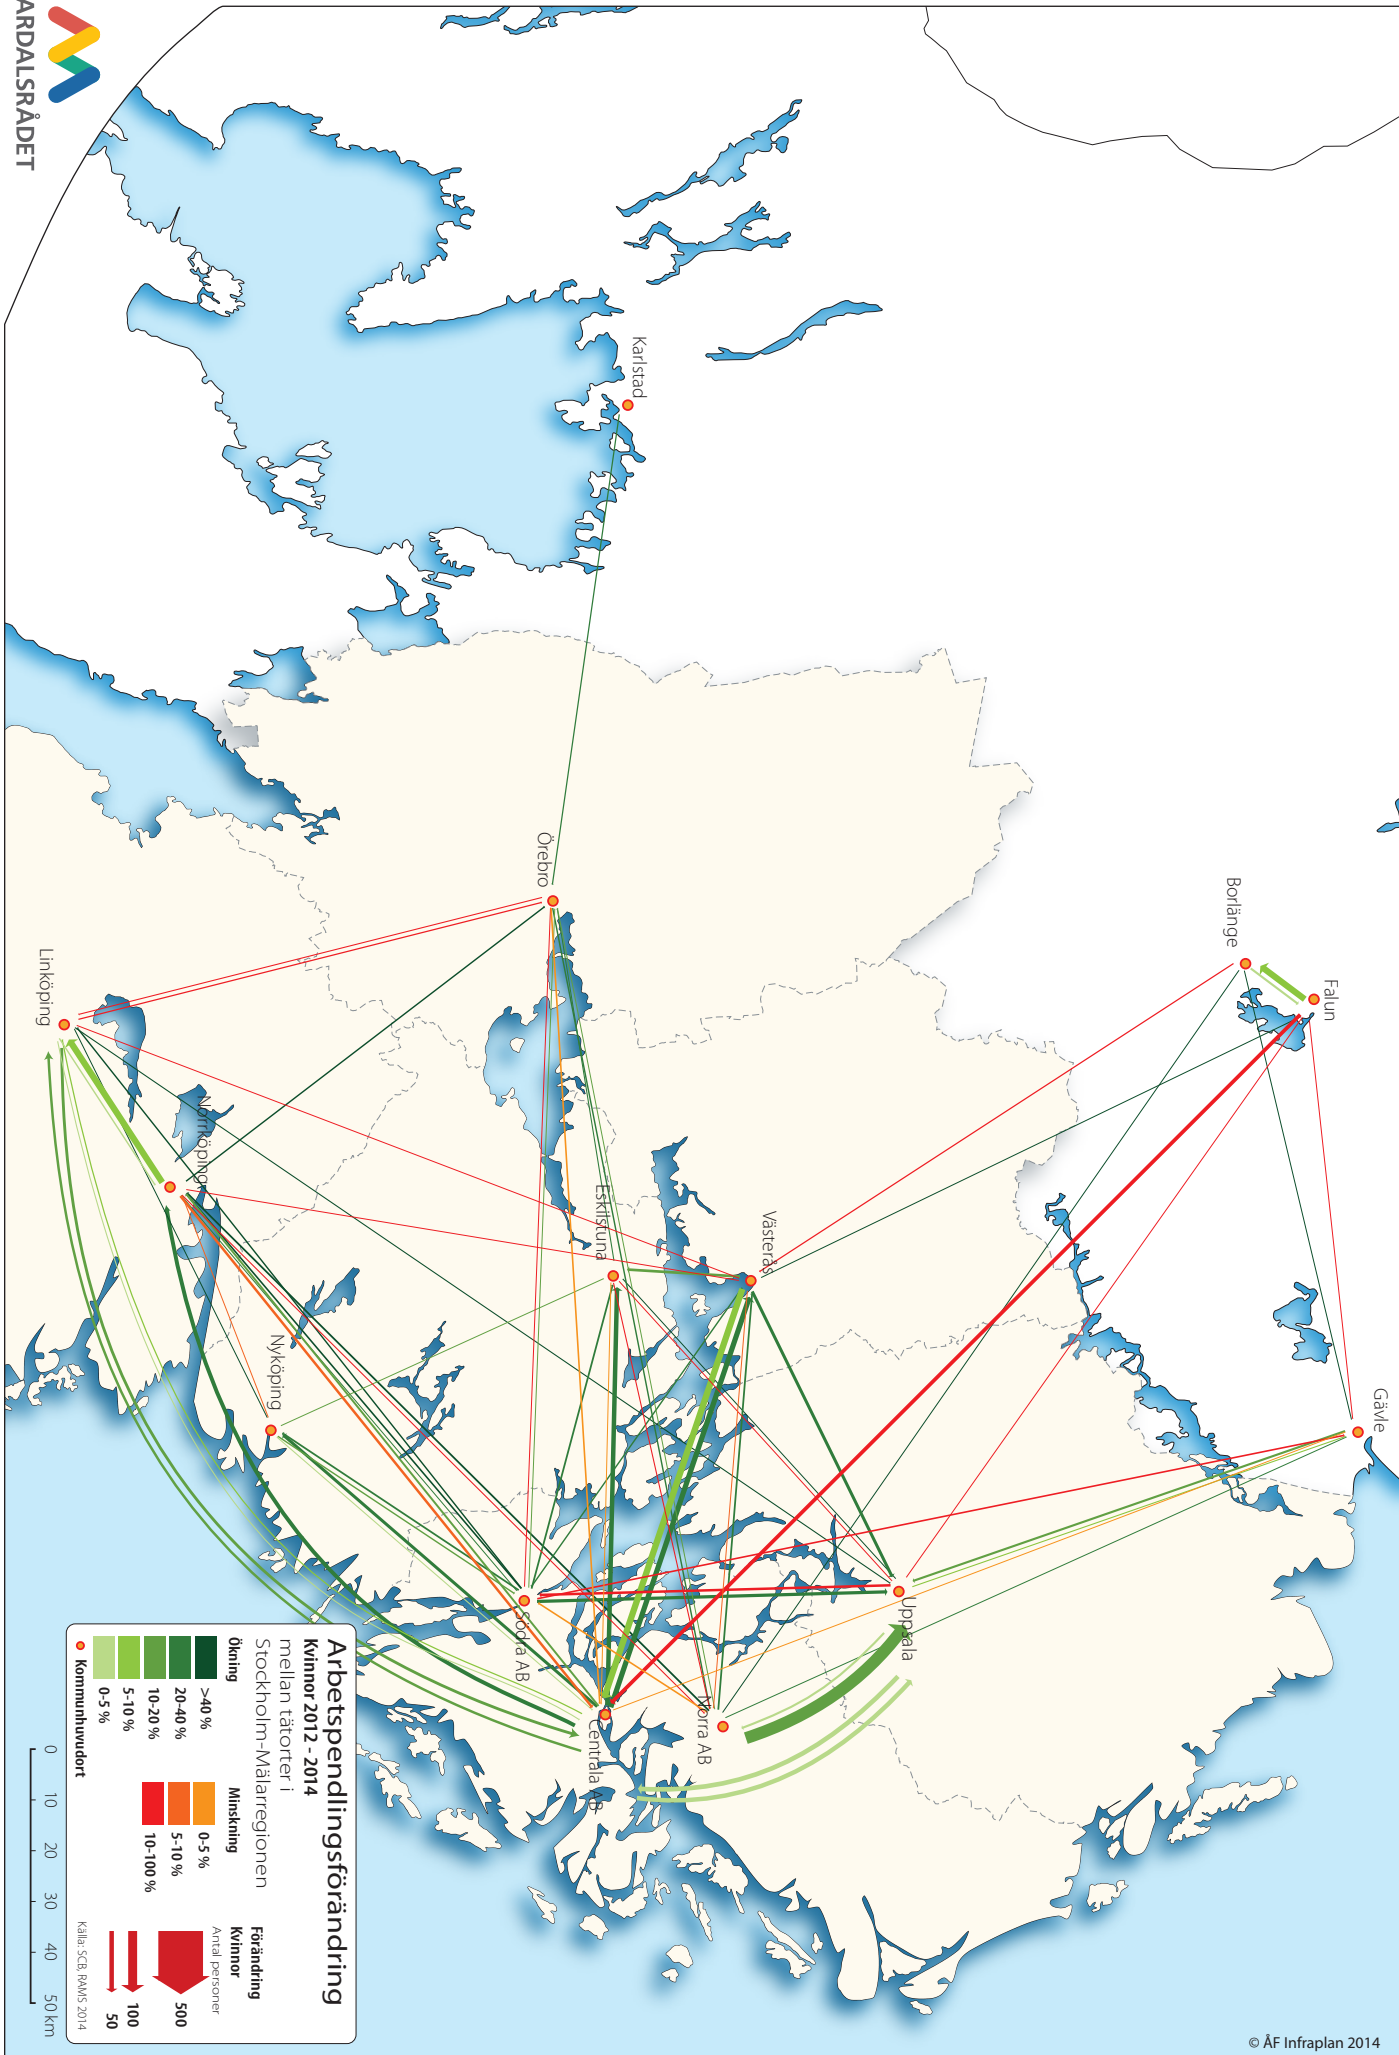 ARDALSRÅDET
Karlstad
Örebro
Borlänge
Falun
Gävle
Linköping
Norrköping
Eskilstuna
Västerås
Nyköping
Uppsala
Södra AB
Norra AB
Centrala AB
Arbetspendlingsförändring
Kvinnor 2012 - 2014
mellan tätorter i
Stockholm-Mälarregionen
Ökning
>40 %
20-40 %
10-20 %
5-10 %
0-5 %
Minskning
0-5 %
5-10 %
10-100 %
Förändring
Kvinnor
Antal personer
500
100
50
Kommunhuvudort
Källa: SCB, RAMS 2014
0 10 20 30 40 50 km
© ÅF Infraplan 2014